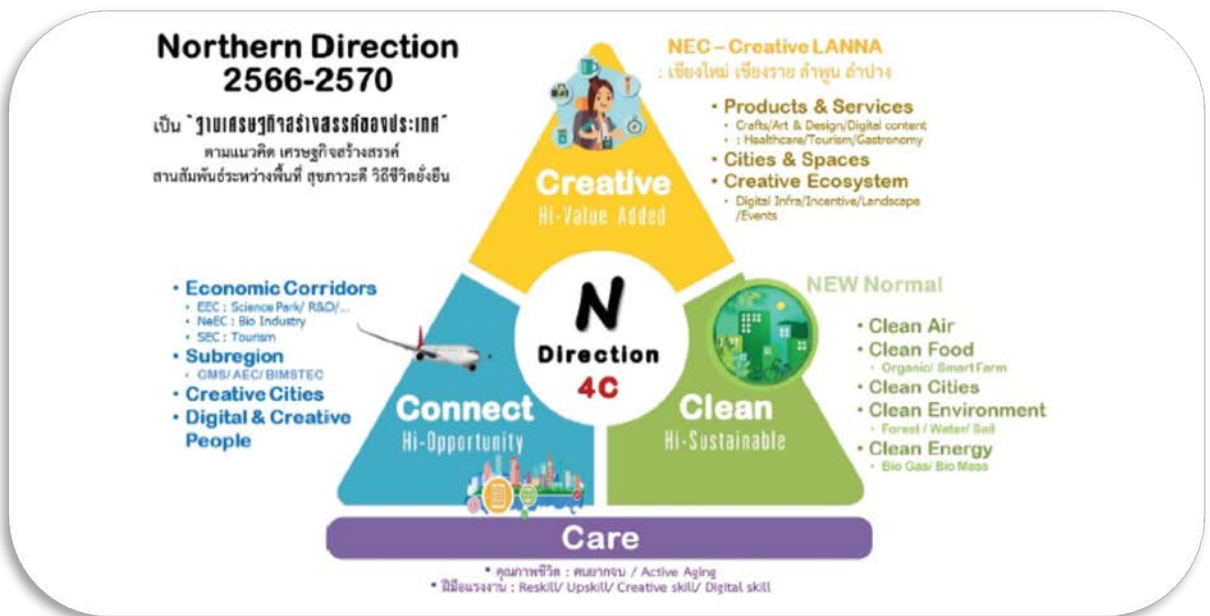 Northern Direction
2566-2570
เป็น "ฐานเศรษฐกิจสร้างสรรค์ของประเทศ"
ตามแนวคิด เศรษฐกิจสร้างสรรค์
สานสัมพันธ์ระหว่างพื้นที่ สุขภาวะดี วิถีชีวิตยั่งยืน
NEC – Creative LANNA
: เชียงใหม่ เชียงราย ลำพูน ลำปาง
• Products & Services
• Crafts/Art & Design/Digital content
• : Healthcare/Tourism/Gastronomy
• Cities & Spaces
• Creative Ecosystem
• Digital Infra/Incentive/Landscape
/Events
Creative
Hi-Value Added
• Economic Corridors
• EEC : Science Park/ R&D/...
• NeEC : Bio Industry
• SEC : Tourism
• Subregion
• GMS/ AEC/ BIMSTEC
• Creative Cities
• Digital & Creative
People
N
Direction
4C
Connect
Hi-Opportunity
Clean
Hi-Sustainable
NEW Normal
• Clean Air
• Clean Food
• Organic/ Smart Farm
• Clean Cities
• Clean Environment
• Forest / Water/ Soil
• Clean Energy
• Bio Gas/ Bio Mass
Care
• คุณภาพชีวิต : คนยากจน / Active Aging
• ฝีมือแรงงาน : Reskill/ Upskill/ Creative skill/ Digital skill